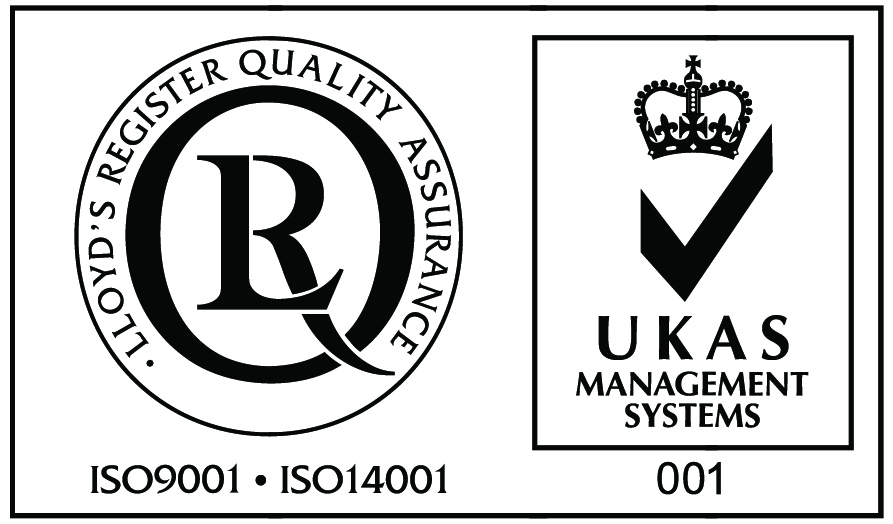 • LLOYD'S REGISTER QUALITY ASSURANCE
LRQ
ISO9001 • ISO14001
UKAS
MANAGEMENT
SYSTEMS
001